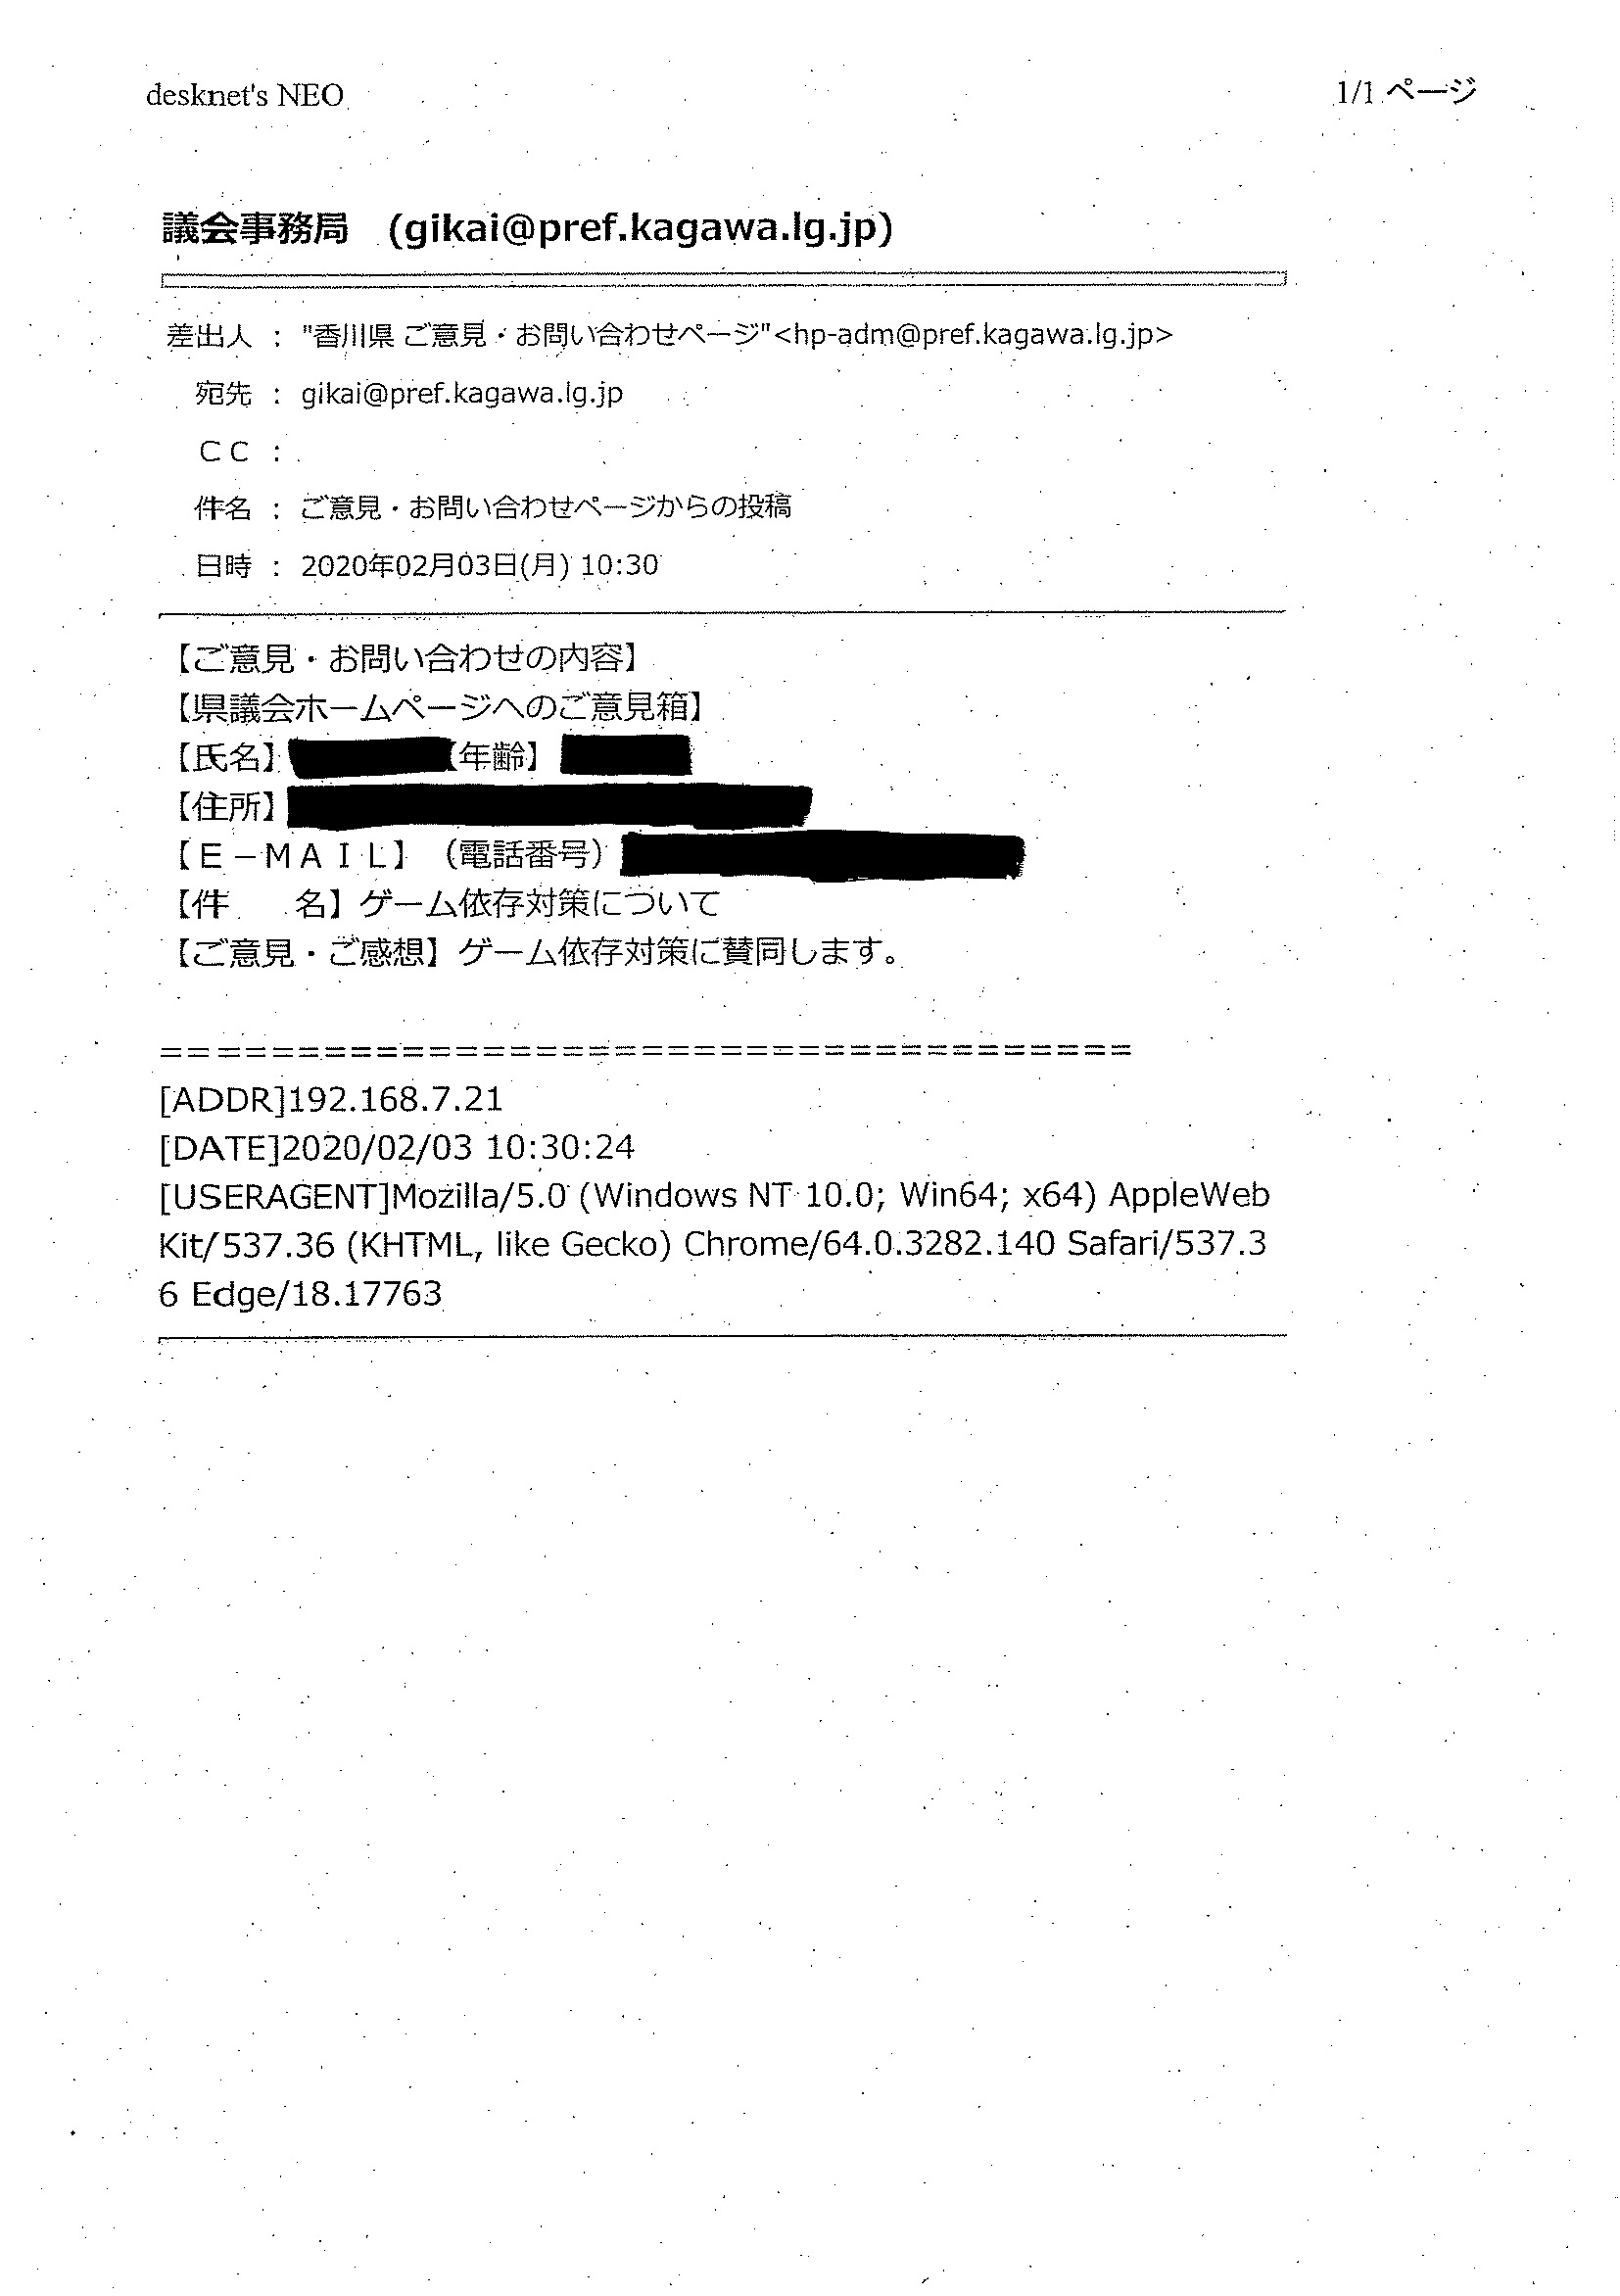 desknet's NEO
1/1 ページ
議会事務局　(gikai@pref.kagawa.lg.jp)
差出人 : "香川県 ご意見・お問い合わせページ"<hp-adm@pref.kagawa.lg.jp>
宛先 : gikai@pref.kagawa.lg.jp
ＣＣ :
件名 : ご意見・お問い合わせページからの投稿
日時 : 2020年02月03日(月) 10:30
【ご意見・お問い合わせの内容】
【県議会ホームページへのご意見箱】
【氏名】【年齢】
【住所】
【Ｅ－ＭＡＩＬ】（電話番号）
【件　　名】ゲーム依存対策について
【ご意見・ご感想】ゲーム依存対策に賛同します。
=====================================
[ADDR]192.168.7.21
[DATE]2020/02/03 10:30:24
[USERAGENT]Mozilla/5.0 (Windows NT 10.0; Win64; x64) AppleWeb
Kit/537.36 (KHTML, like Gecko) Chrome/64.0.3282.140 Safari/537.3
6 Edge/18.17763